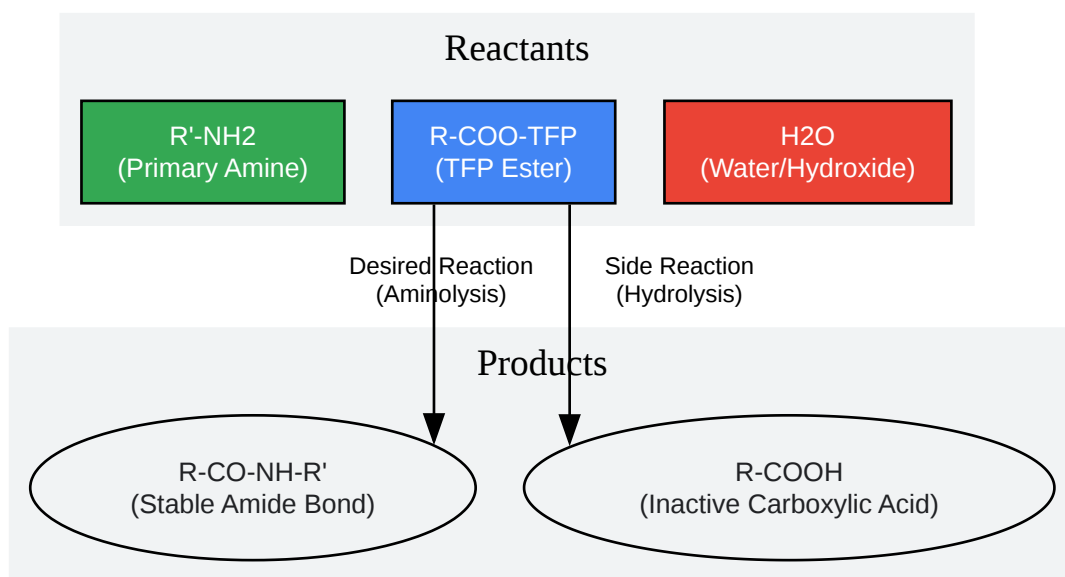 Reactants
R'-NH2
(Primary Amine)
R-COO-TFP
(TFP Ester)
H2O
(Water/Hydroxide)
Desired Reaction
(Aminolysis)
Side Reaction
(Hydrolysis)
Products
R-CO-NH-R'
(Stable Amide Bond)
R-COOH
(Inactive Carboxylic Acid)